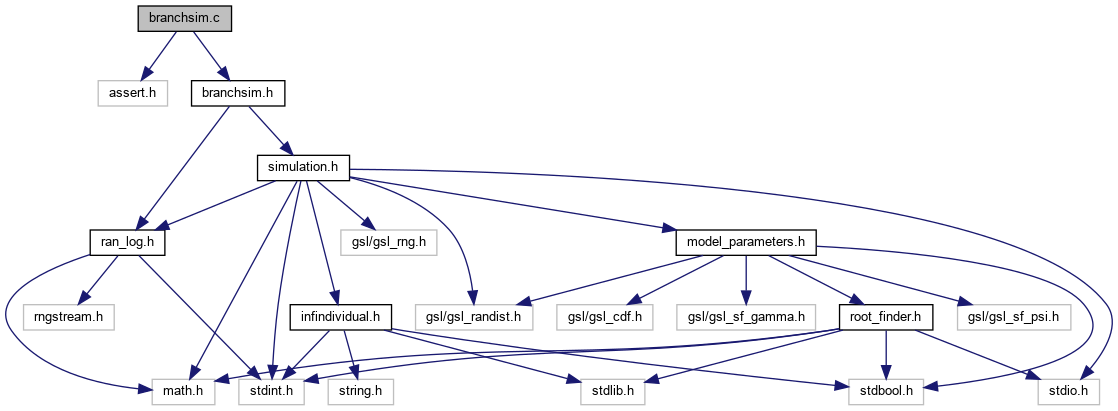 branchsim.c
assert.h
branchsim.h
simulation.h
ran_log.h
gsl/gsl_rng.h
model_parameters.h
rngstream.h
infindividual.h
gsl/gsl_randist.h
gsl/gsl_cdf.h
gsl/gsl_sf_gamma.h
root_finder.h
gsl/gsl_sf_psi.h
math.h
stdint.h
string.h
stdlib.h
stdbool.h
stdio.h